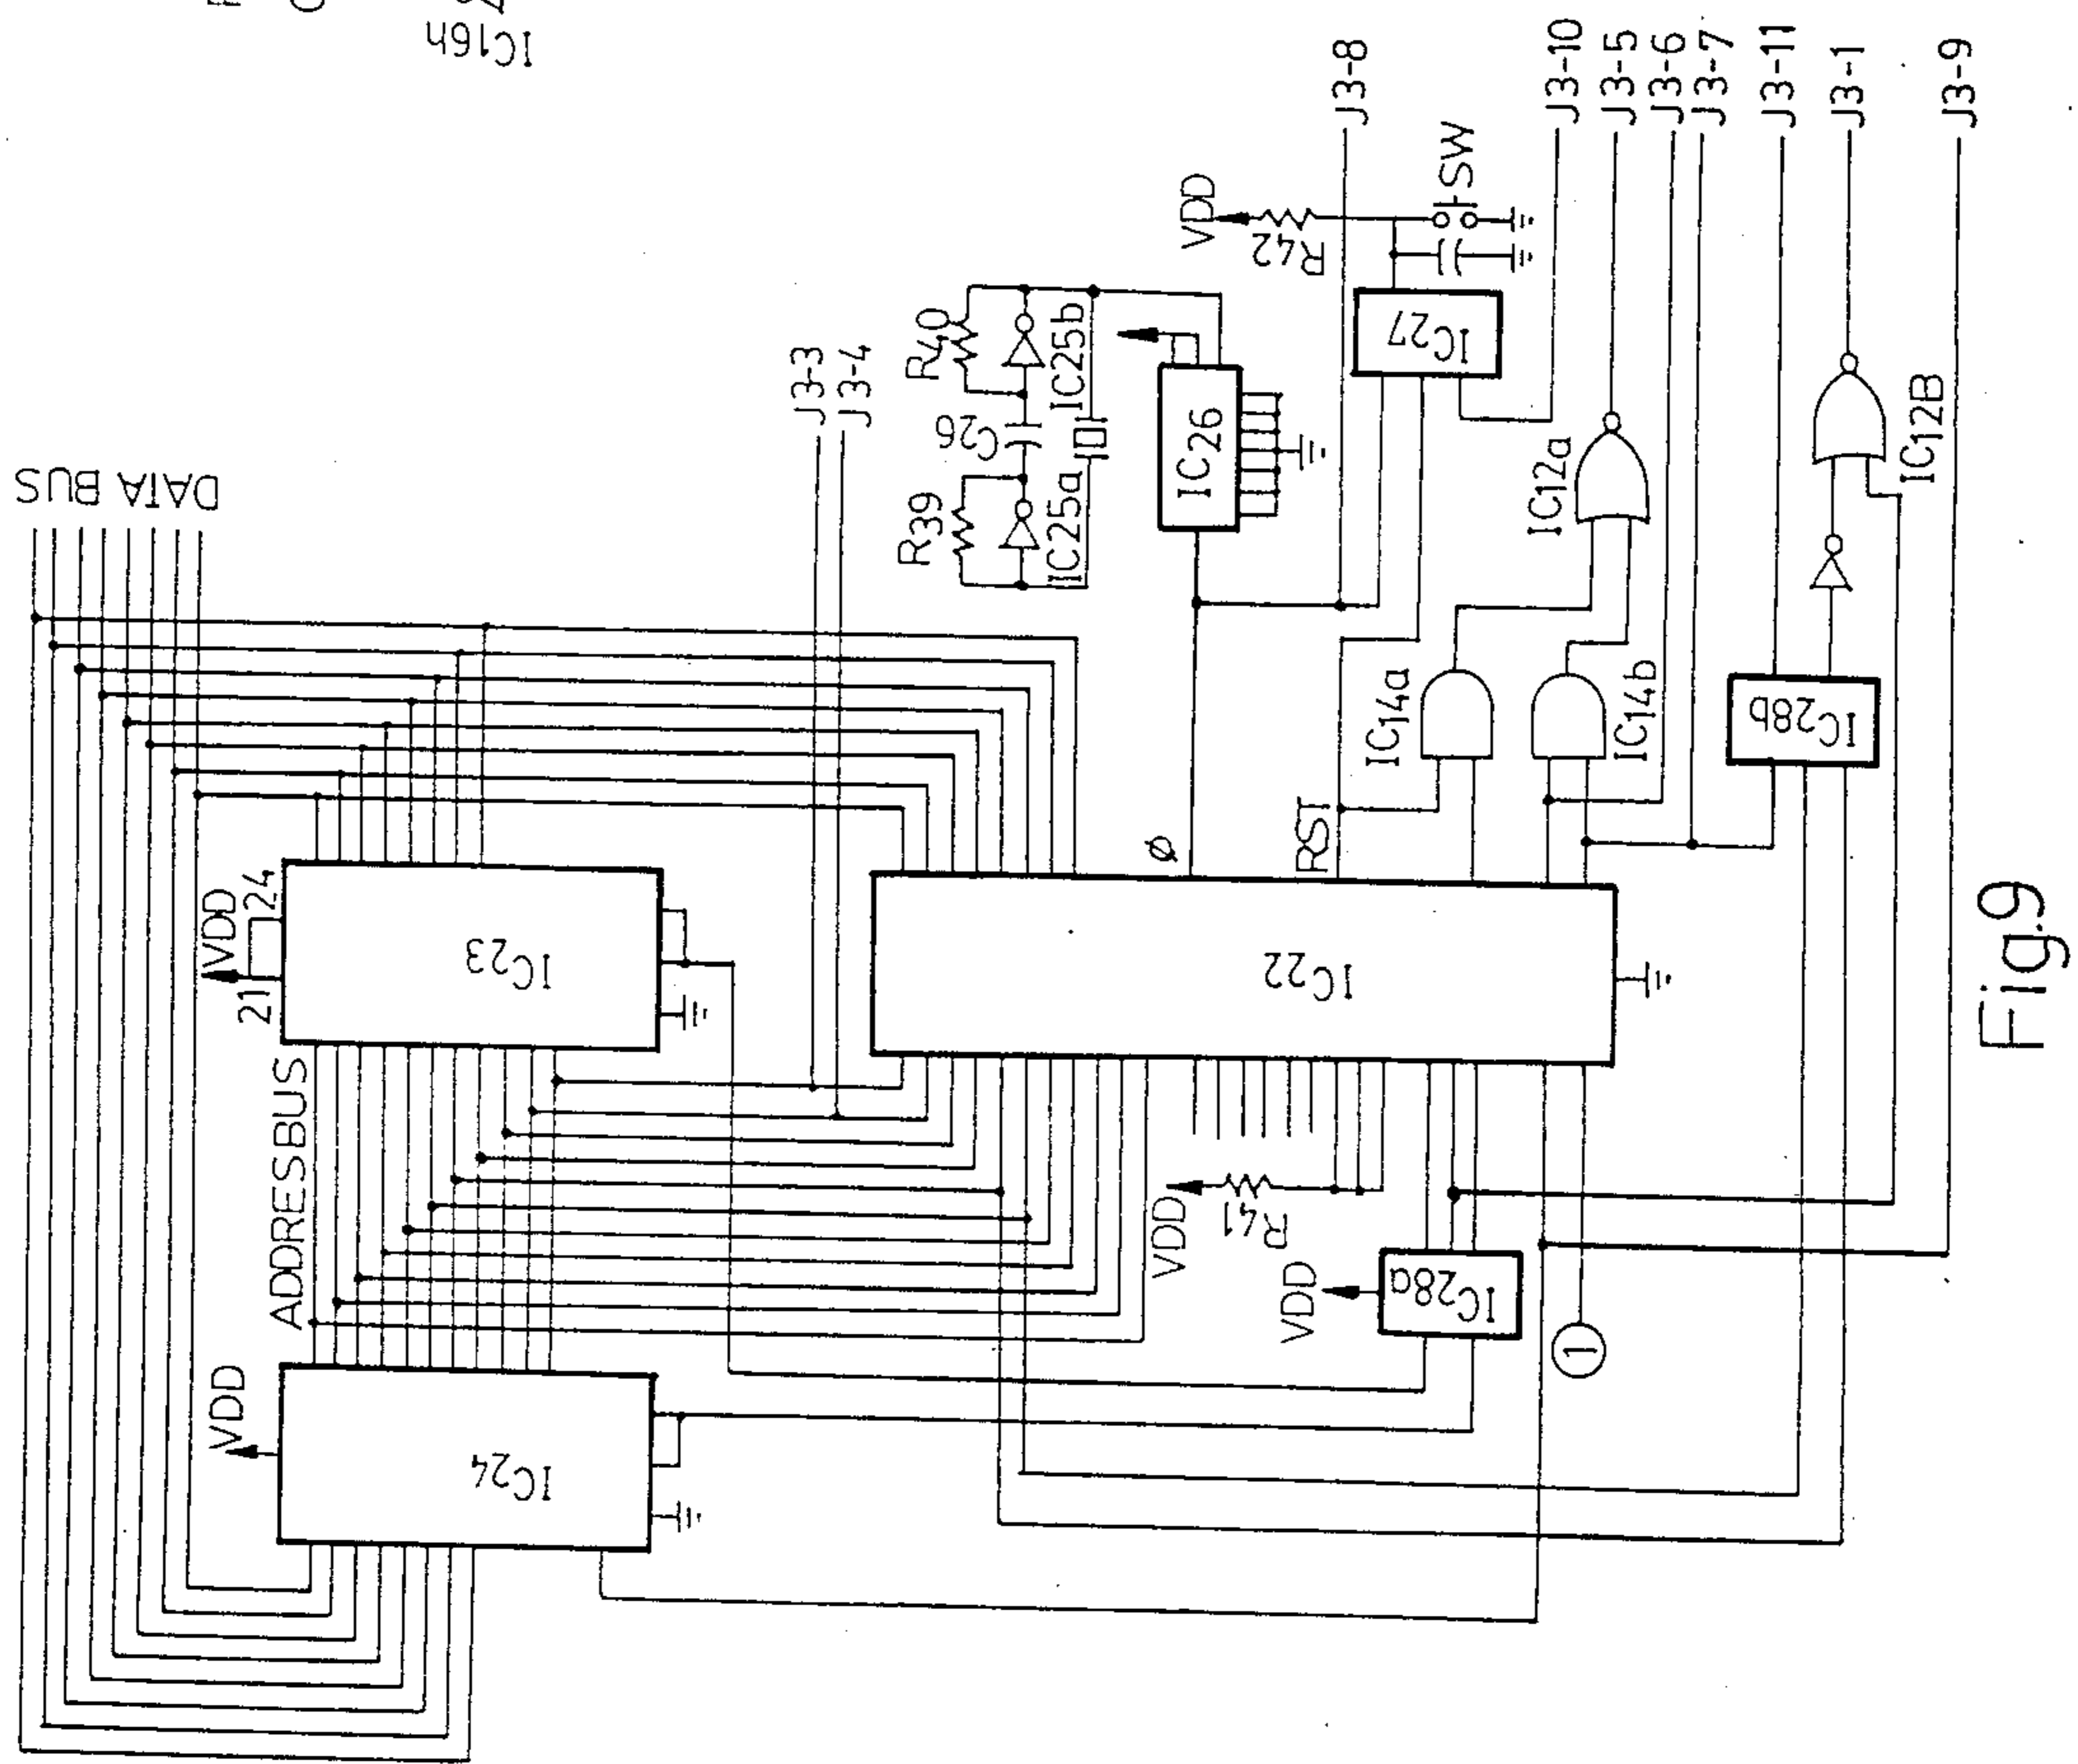 IC16h
DATA BUS
J3-3
J3-4
J3-8
J3-10
J3-5
J3-6
J3-7
J3-11
J3-1
J3-9
VDD
R42
SW
R40
IC25b
C26
R39
IC25a
IC26
IC27
IC12a
IC12B
IC14a
IC14b
IC28b
Ø
RST
VDD
21
24
IC23
IC22
ADDRESBUS
VDD
R41
VDD
IC28a
1
VDD
IC24
Fig.9